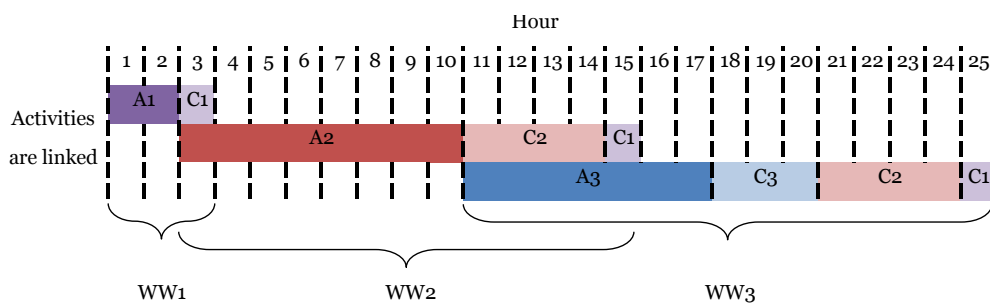 Hour
1 2 3 4 5 6 7 8 9 10 11 12 13 14 15 16 17 18 19 20 21 22 23 24 25
A1 C1
Activities
are linked
A2 C2 C1
A3 C3 C2 C1
WW1 WW2 WW3